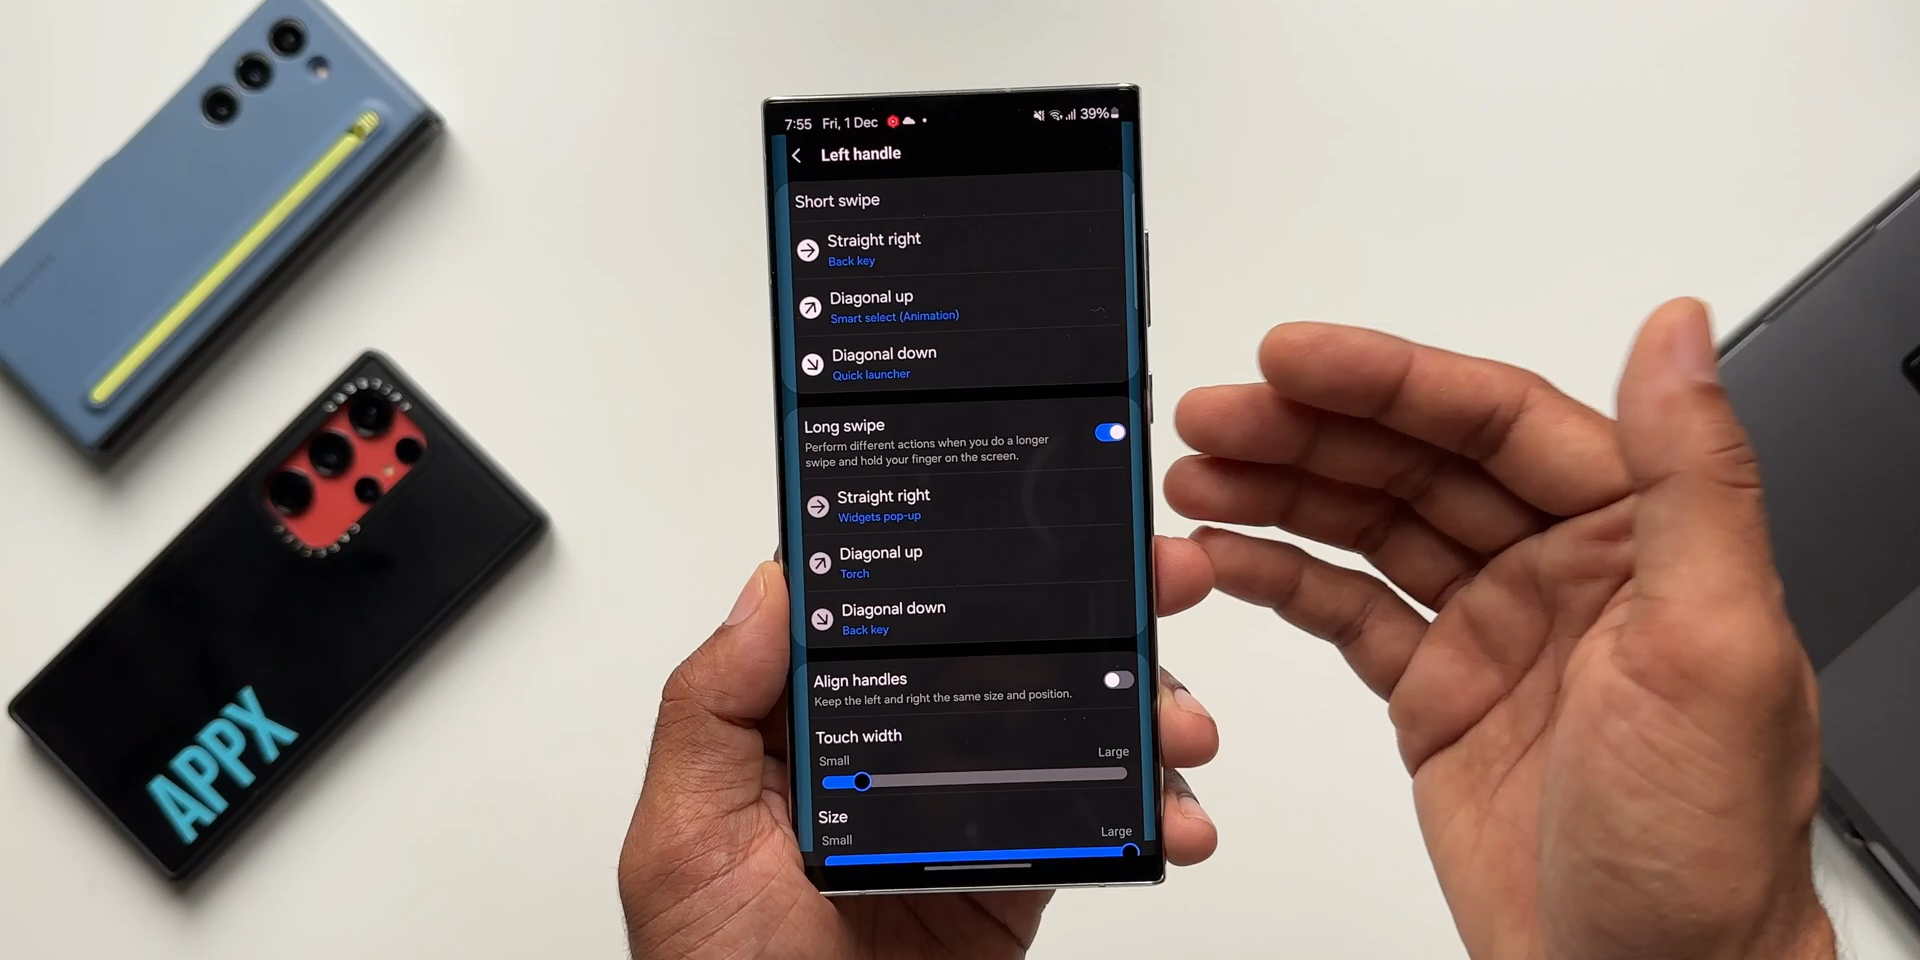 7:55 Fri, 1 Dec
39%
Left handle
Short swipe
Straight right
Back key
Diagonal up
Smart select (Animation)
Diagonal down
Quick launcher
Long swipe
Perform different actions when you do a longer
swipe and hold your finger on the screen.
Straight right
Widgets pop-up
Diagonal up
Torch
Diagonal down
Back key
Align handles
Keep the left and right the same size and position.
Touch width
Small
Large
Size
Small
Large
SAMSUNG
APPX